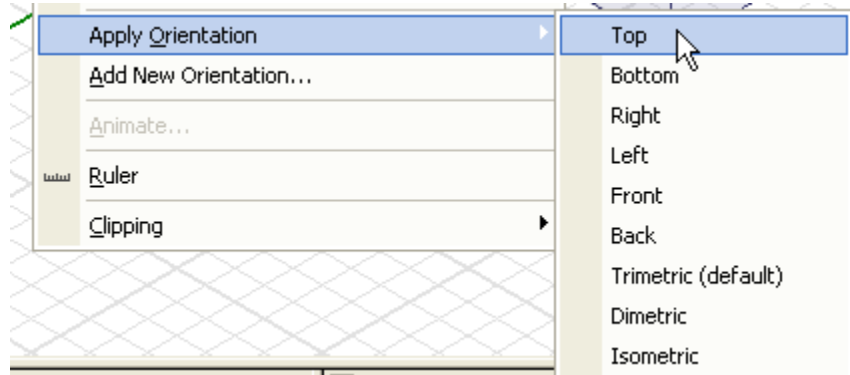 Apply Orientation
Add New Orientation...
Animate...
Ruler
Clipping
Top
Bottom
Right
Left
Front
Back
Trimetric (default)
Dimetric
Isometric